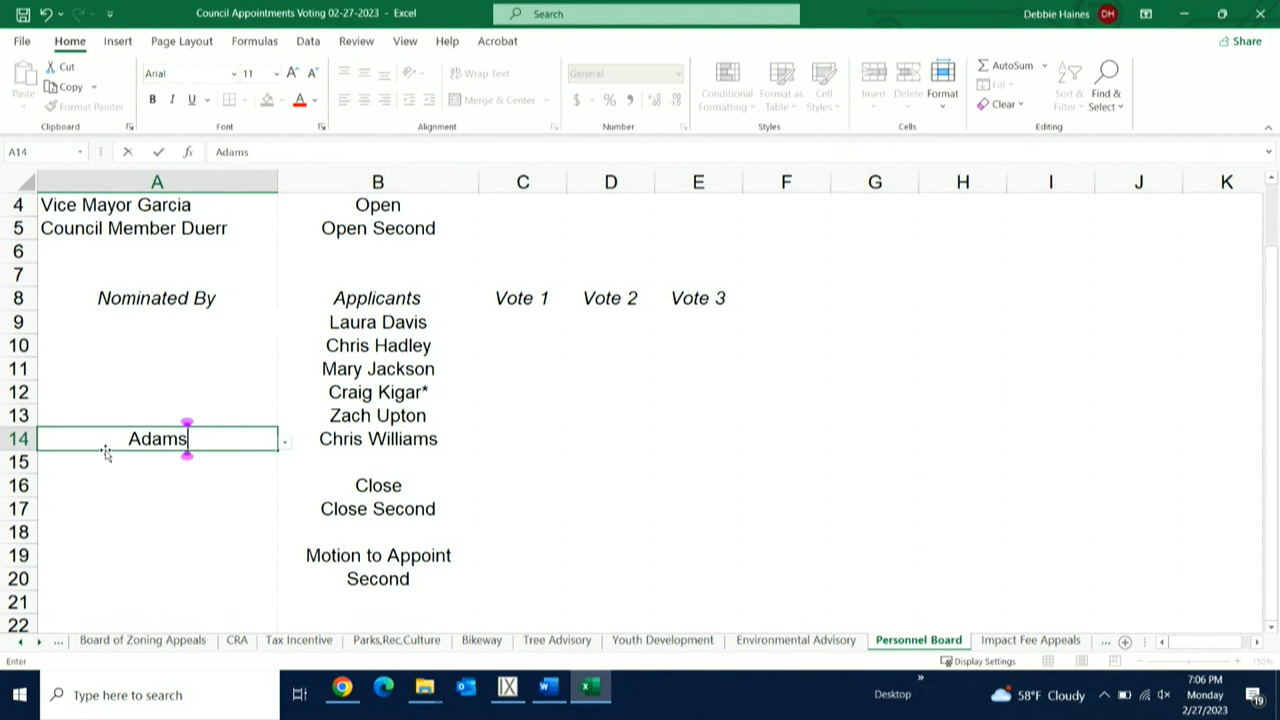 Council Appointments Voting 02-27-2023 - Excel
Search
Debbie Haines DH
File Home Insert Page Layout Formulas Data Review View Help Acrobat
Share
Paste
Cut
Copy
Format Painter
Clipboard
Arial 11
B I U
Font
Wrap Text
Merge & Center
Alignment
General
$ % ,
Number
Conditional Formatting
Format as Table
Cell Styles
Styles
Insert Delete Format
Cells
AutoSum
Fill
Clear
Sort & Filter
Find & Select
Editing
A14 fx Adams
A B C D E F G H I J K
4 Vice Mayor Garcia Open
5 Council Member Duerr Open Second
6
7
8 Nominated By Applicants Vote 1 Vote 2 Vote 3
9 Laura Davis
10 Chris Hadley
11 Mary Jackson
12 Craig Kigar*
13 Zach Upton
14 Adams Chris Williams
15
16 Close
17 Close Second
18
19 Motion to Appoint
20 Second
21
22
... Board of Zoning Appeals CRA Tax Incentive Parks,Rec,Culture Bikeway Tree Advisory Youth Development Environmental Advisory Personnel Board Impact Fee Appeals ...
Enter
Display Settings
150%
Type here to search
Desktop
58°F Cloudy
7:06 PM
Monday
2/27/2023
19